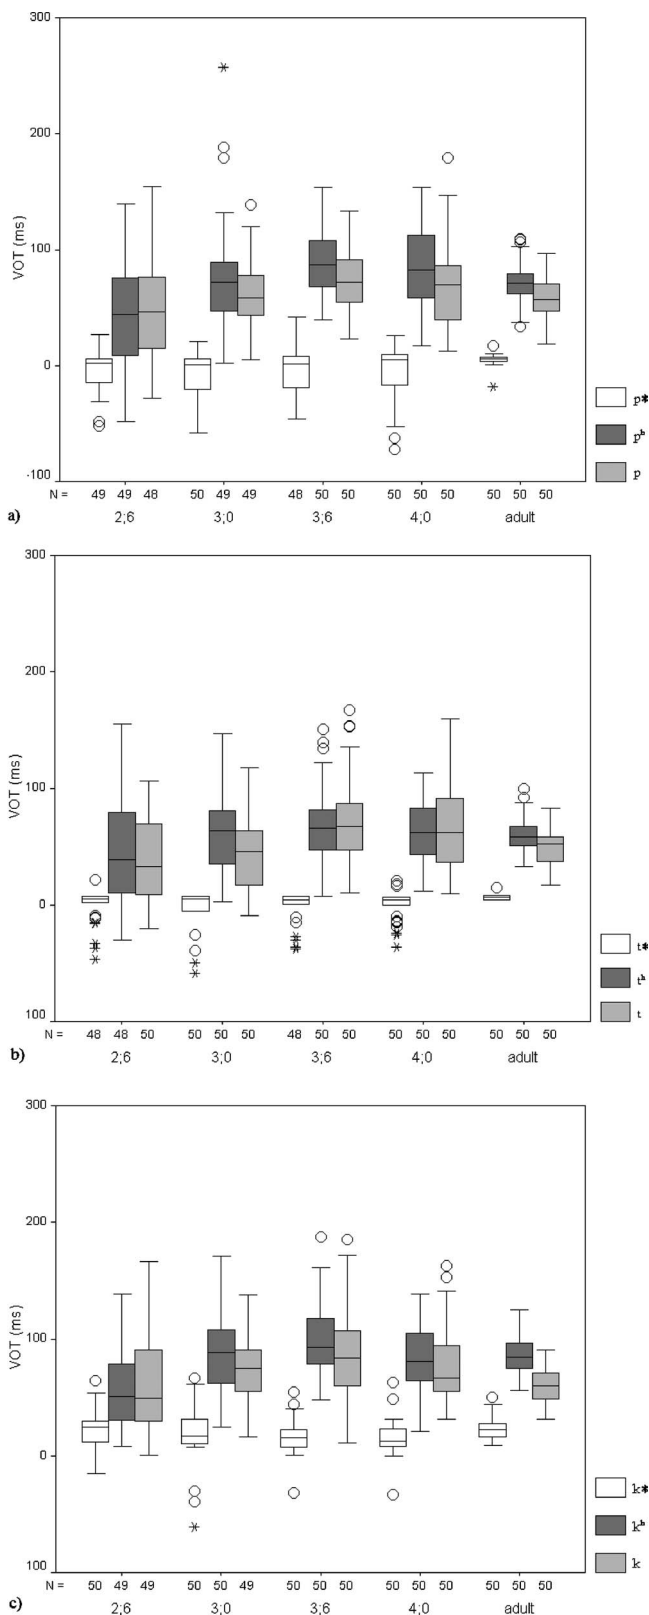 300
200
VOT (ms)
100
0
-100
p*
pʰ
p
N = 49 49 48 50 49 49 48 50 50 50 50 50 50 50 50
2;6 3;0 3;6 4;0 adult
a)
300
200
VOT (ms)
100
0
100
t*
tʰ
t
N = 48 48 50 50 50 50 48 50 50 50 50 50 50 50 50
2;6 3;0 3;6 4;0 adult
b)
300
200
VOT (ms)
100
0
100
k*
kʰ
k
N = 50 49 49 50 50 49 50 50 50 50 50 50 50 50 50
2;6 3;0 3;6 4;0 adult
c)